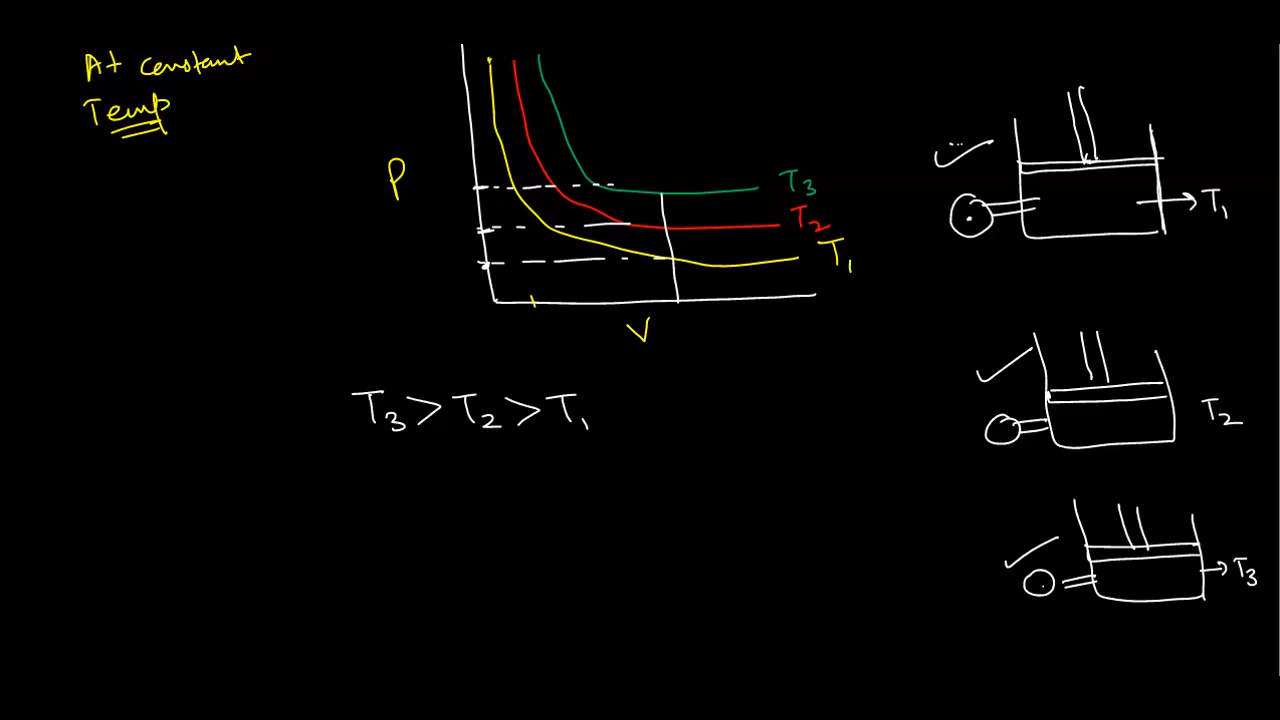 At constant
Temp
P
T3
T2
T1
V
T3 > T2 > T1
T1
T2
T3